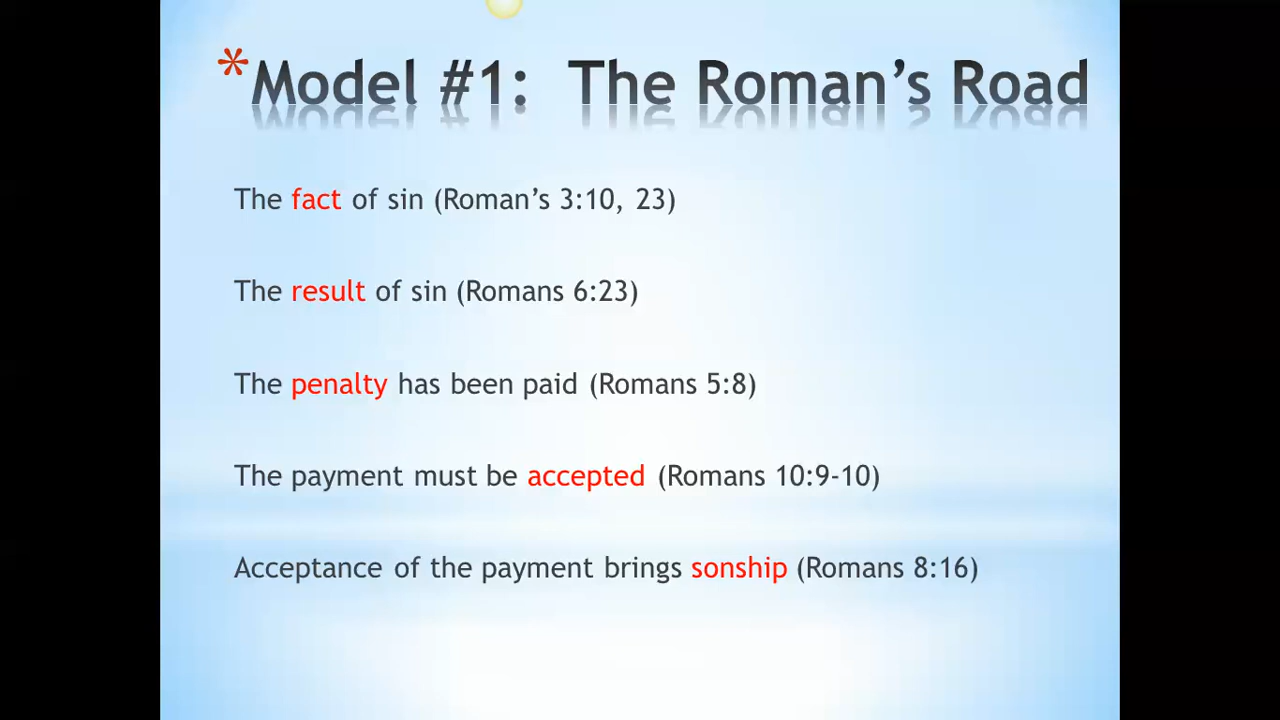 *Model #1: The Roman’s Road
The fact of sin (Roman’s 3:10, 23)
The result of sin (Romans 6:23)
The penalty has been paid (Romans 5:8)
The payment must be accepted (Romans 10:9-10)
Acceptance of the payment brings sonship (Romans 8:16)